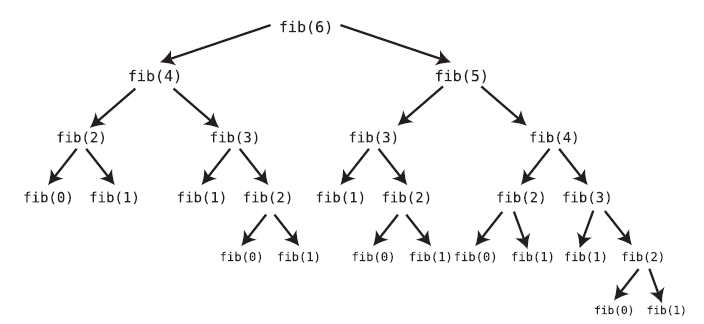 fib(6)
fib(4) fib(5)
fib(2) fib(3) fib(3) fib(4)
fib(0) fib(1) fib(1) fib(2) fib(1) fib(2) fib(2) fib(3)
fib(0) fib(1) fib(0) fib(1) fib(0) fib(1) fib(1) fib(2)
fib(0) fib(1)